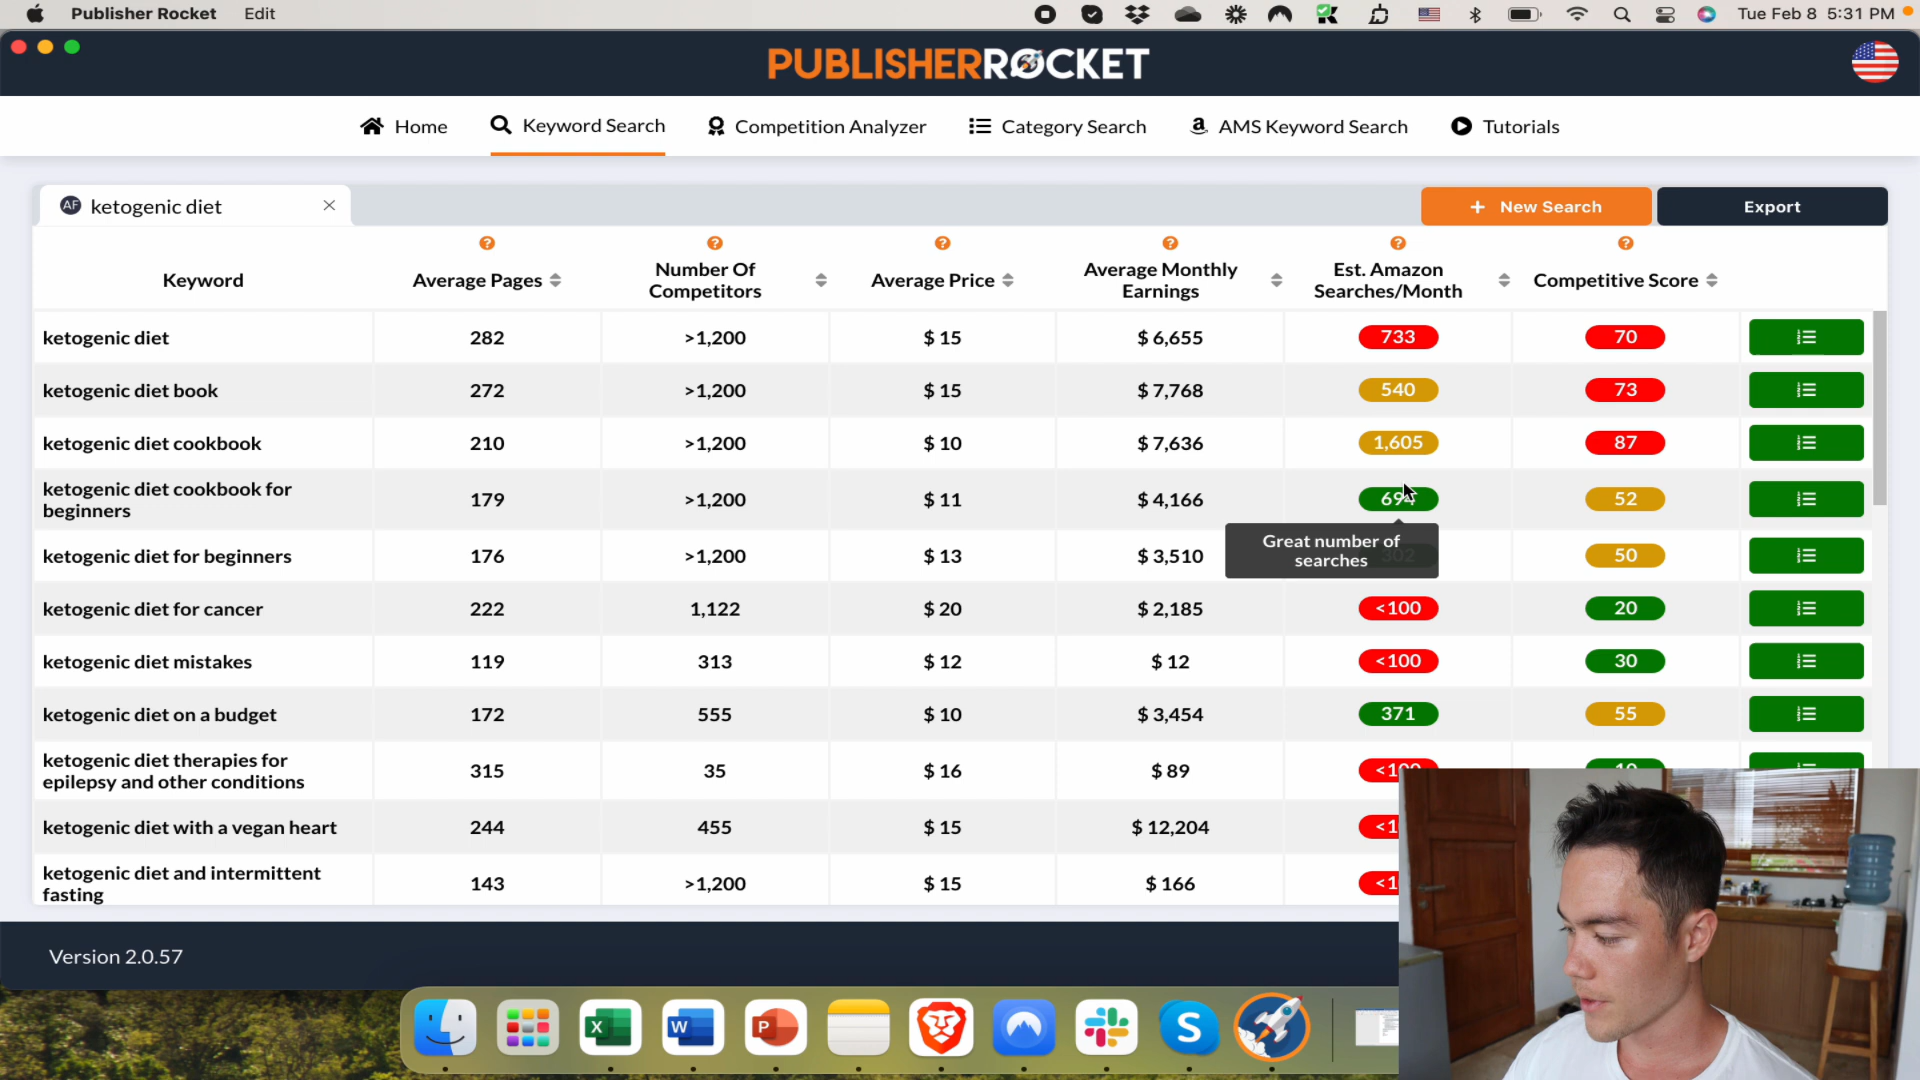 Publisher Rocket Edit Tue Feb 8 5:31 PM
PUBLISHERROCKET
Home Keyword Search Competition Analyzer Category Search AMS Keyword Search Tutorials
AF ketogenic diet New Search Export
Keyword Average Pages Number Of Competitors Average Price Average Monthly Earnings Est. Amazon Searches/Month Competitive Score
ketogenic diet 282 >1,200 $ 15 $ 6,655 733 70
ketogenic diet book 272 >1,200 $ 15 $ 7,768 540 73
ketogenic diet cookbook 210 >1,200 $ 10 $ 7,636 1,605 87
ketogenic diet cookbook for
beginners 179 >1,200 $ 11 $ 4,166 694 52
Great number of
searches
ketogenic diet for beginners 176 >1,200 $ 13 $ 3,510 302 50
ketogenic diet for cancer 222 1,122 $ 20 $ 2,185 <100 20
ketogenic diet mistakes 119 313 $ 12 $ 12 <100 30
ketogenic diet on a budget 172 555 $ 10 $ 3,454 371 55
ketogenic diet therapies for
epilepsy and other conditions 315 35 $ 16 $ 89 <100
ketogenic diet with a vegan heart 244 455 $ 15 $ 12,204 <1
ketogenic diet and intermittent
fasting 143 >1,200 $ 15 $ 166 <1
Version 2.0.57
X W P S